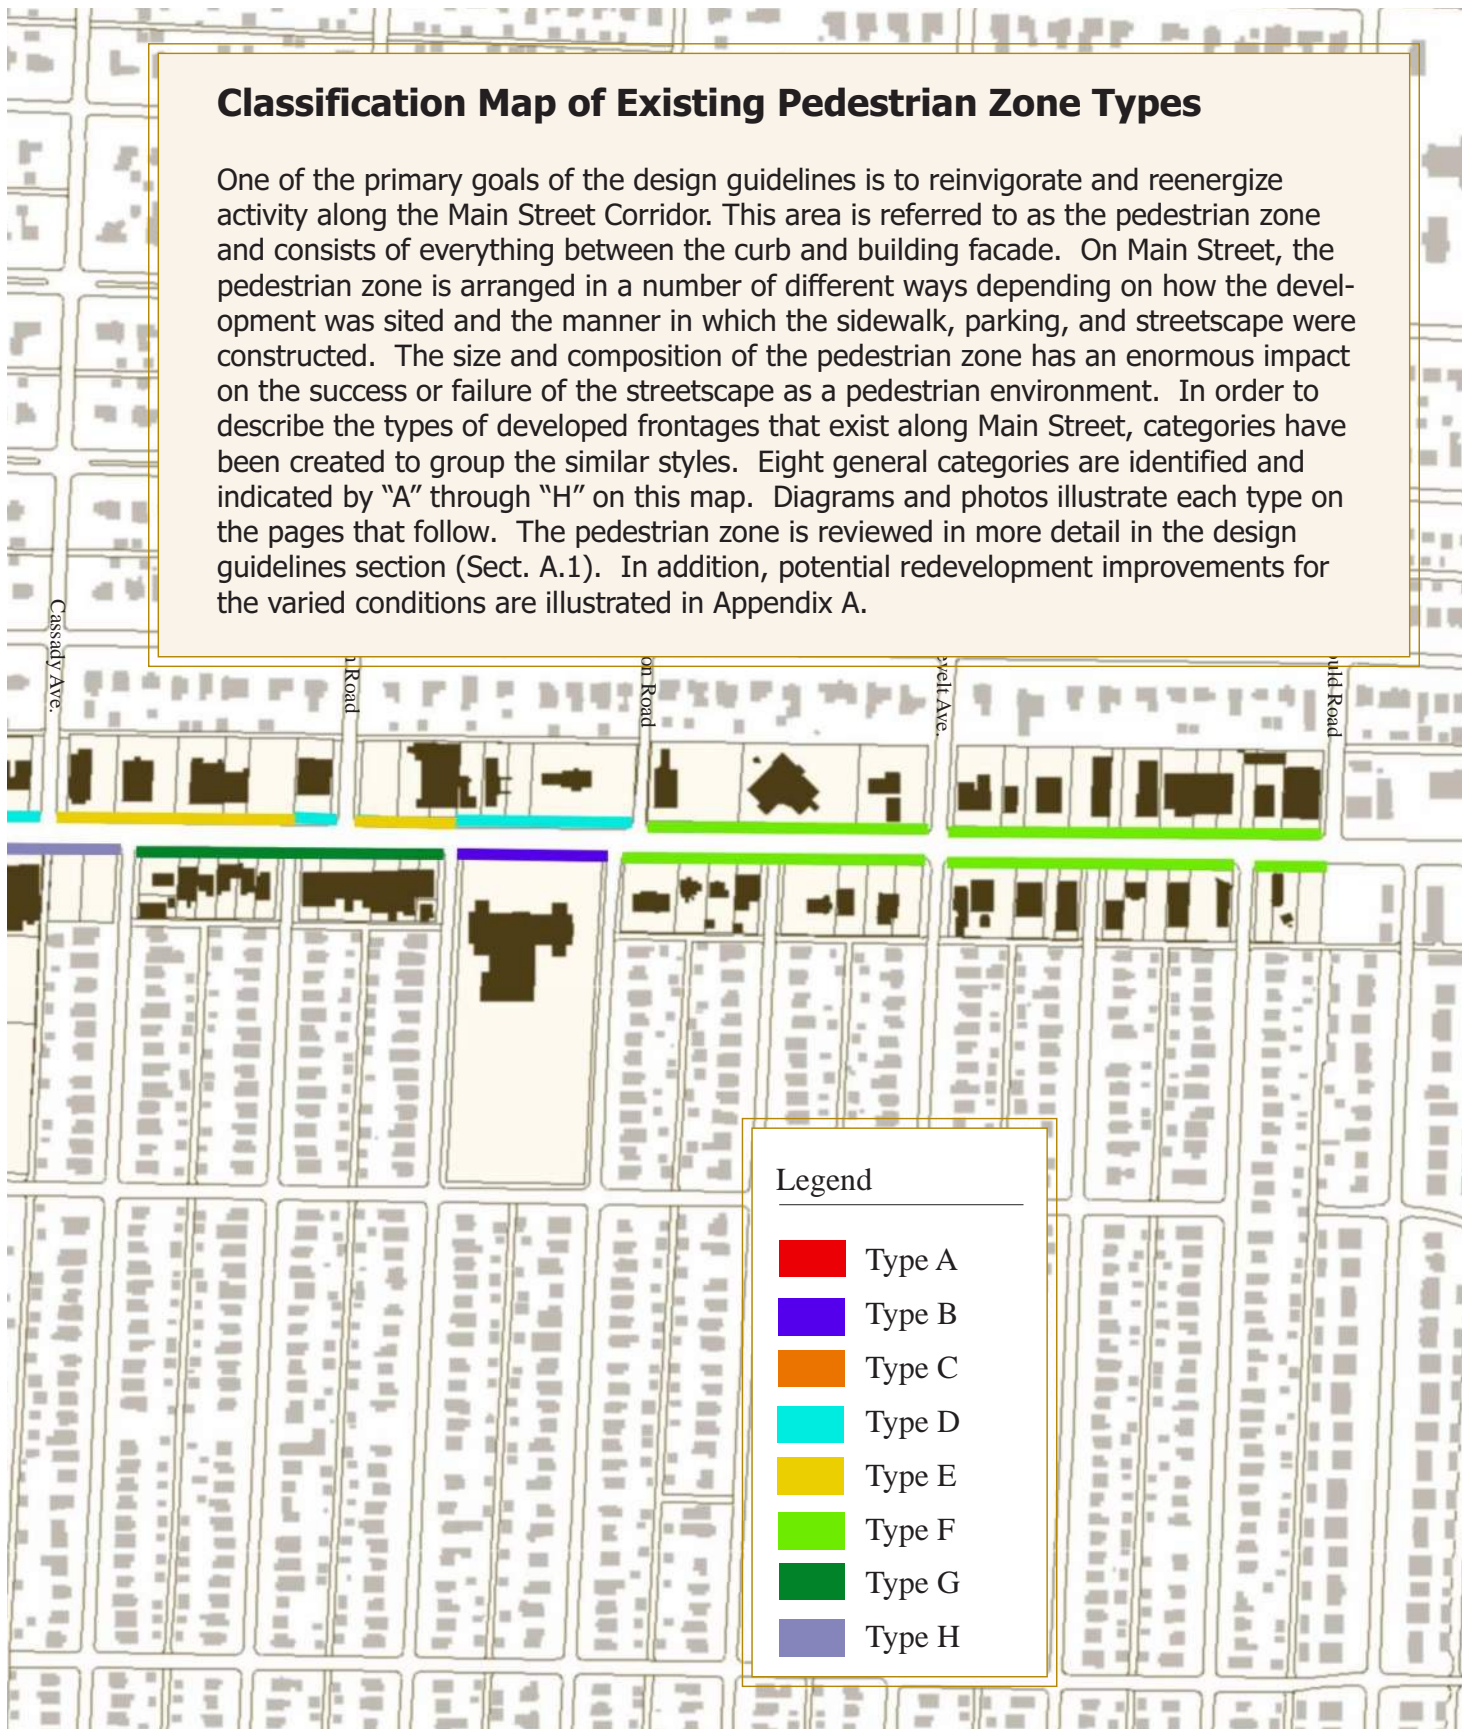 Classification Map of Existing Pedestrian Zone Types
One of the primary goals of the design guidelines is to reinvigorate and reenergize
activity along the Main Street Corridor. This area is referred to as the pedestrian zone
and consists of everything between the curb and building facade.  On Main Street, the
pedestrian zone is arranged in a number of different ways depending on how the devel-
opment was sited and the manner in which the sidewalk, parking, and streetscape were
constructed.  The size and composition of the pedestrian zone has an enormous impact
on the success or failure of the streetscape as a pedestrian environment.  In order to
describe the types of developed frontages that exist along Main Street, categories have
been created to group the similar styles.  Eight general categories are identified and
indicated by “A” through “H” on this map.  Diagrams and photos illustrate each type on
the pages that follow.  The pedestrian zone is reviewed in more detail in the design
guidelines section (Sect. A.1).  In addition, potential redevelopment improvements for
the varied conditions are illustrated in Appendix A.
Cassady Ave.
Road
on Road
evelt Ave.
ould Road
Legend
Type A
Type B
Type C
Type D
Type E
Type F
Type G
Type H